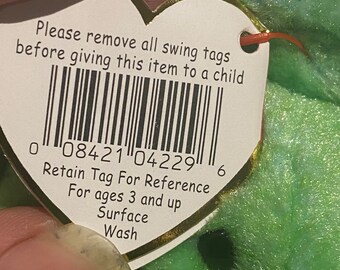 Please remove all swing tags
before giving this item to a child
0 08421 04229 6
Retain Tag For Reference
For ages 3 and up
Surface
Wash